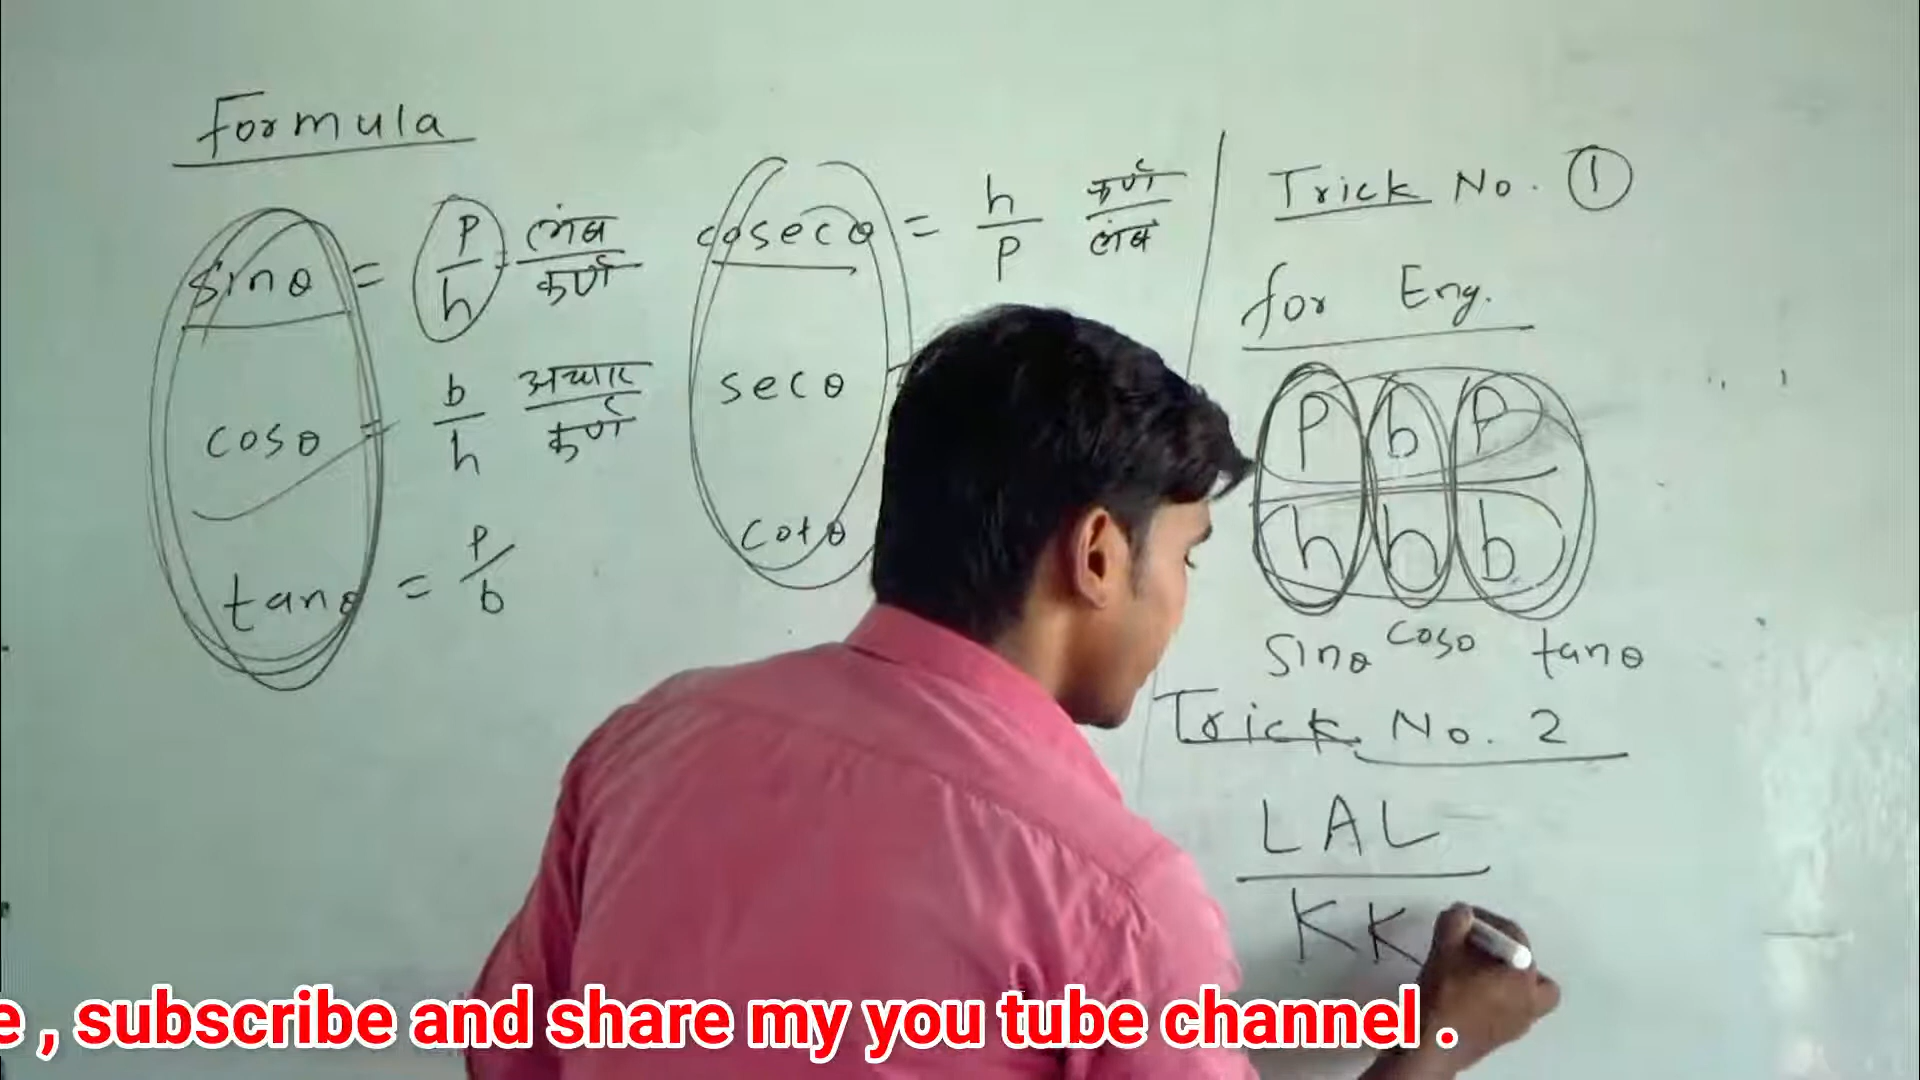 Formula
sinθ = p/h = लंब/कर्ण
cosθ = b/h आधार/कर्ण
tanθ = p/b
cosecθ = h/p कर्ण/लंब
secθ
cotθ
Trick No. ①
for Eng.
P b P
h h b
sinθ cosθ tanθ
Trick No. 2
LAL
KK
e , subscribe and share my you tube channel .